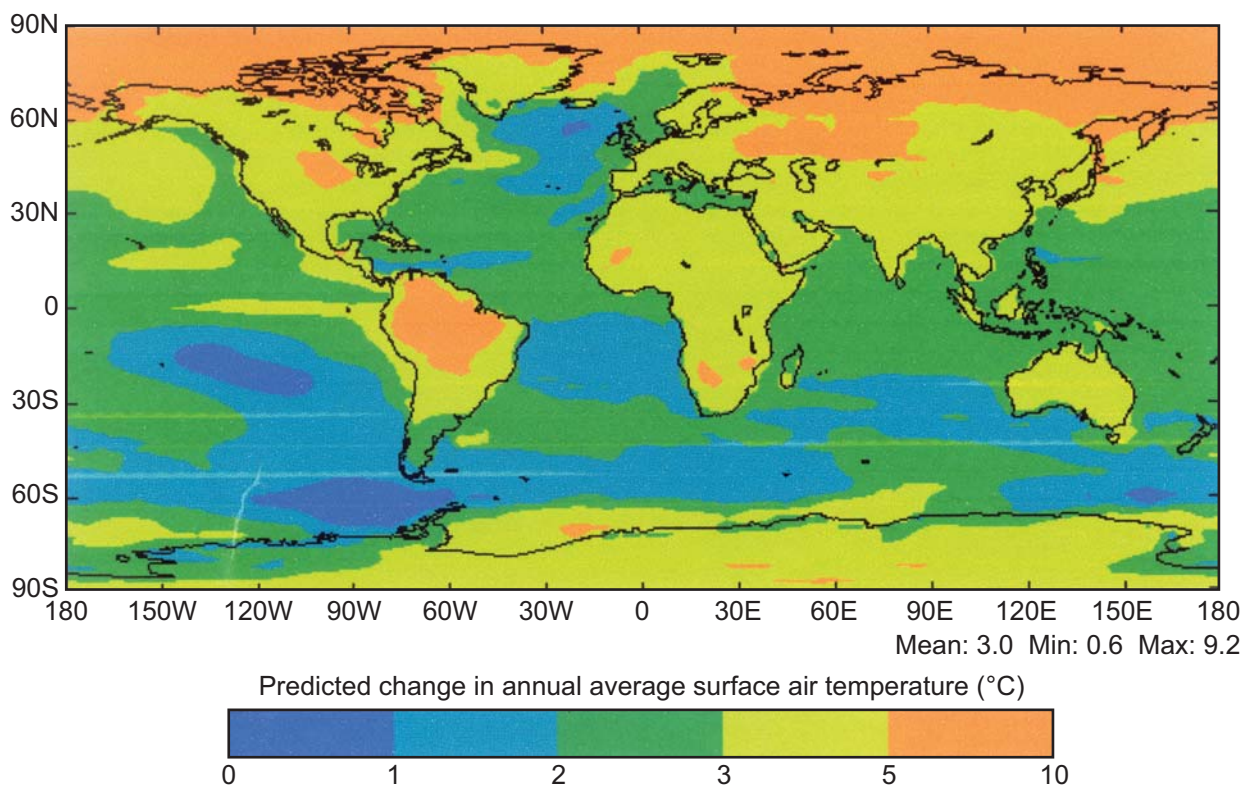 90N
60N
30N
0
30S
60S
90S
180 150W 120W 90W 60W 30W 0 30E 60E 90E 120E 150E 180
Mean: 3.0 Min: 0.6 Max: 9.2
Predicted change in annual average surface air temperature (°C)
0 1 2 3 5 10